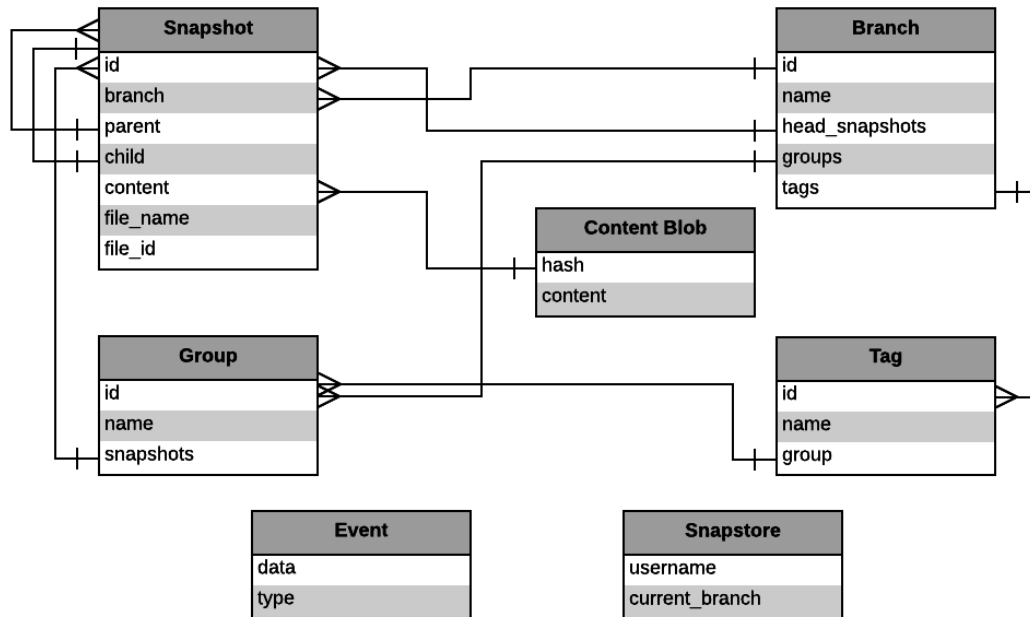 Snapshot
id
branch
parent
child
content
file_name
file_id
Branch
id
name
head_snapshots
groups
tags
Content Blob
hash
content
Group
id
name
snapshots
Tag
id
name
group
Event
data
type
Snapstore
username
current_branch